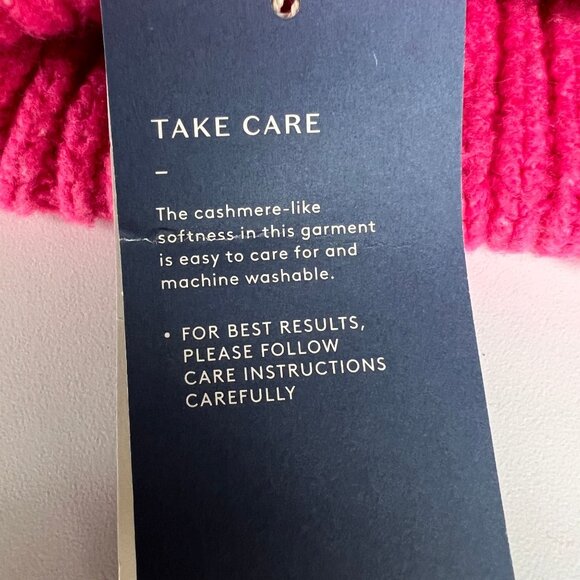 TAKE CARE
–
The cashmere-like
softness in this garment
is easy to care for and
machine washable.
• FOR BEST RESULTS,
PLEASE FOLLOW
CARE INSTRUCTIONS
CAREFULLY